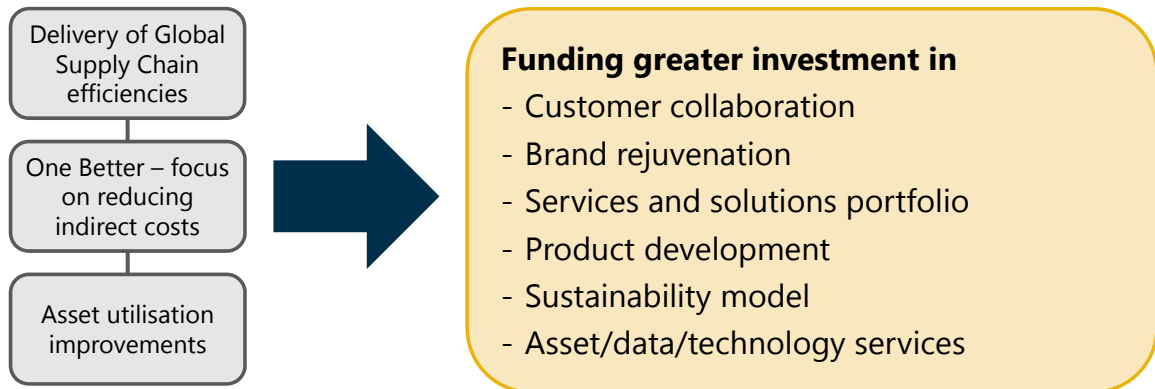 Delivery of Global
Supply Chain
efficiencies
One Better – focus
on reducing
indirect costs
Asset utilisation
improvements
Funding greater investment in
- Customer collaboration
- Brand rejuvenation
- Services and solutions portfolio
- Product development
- Sustainability model
- Asset/data/technology services